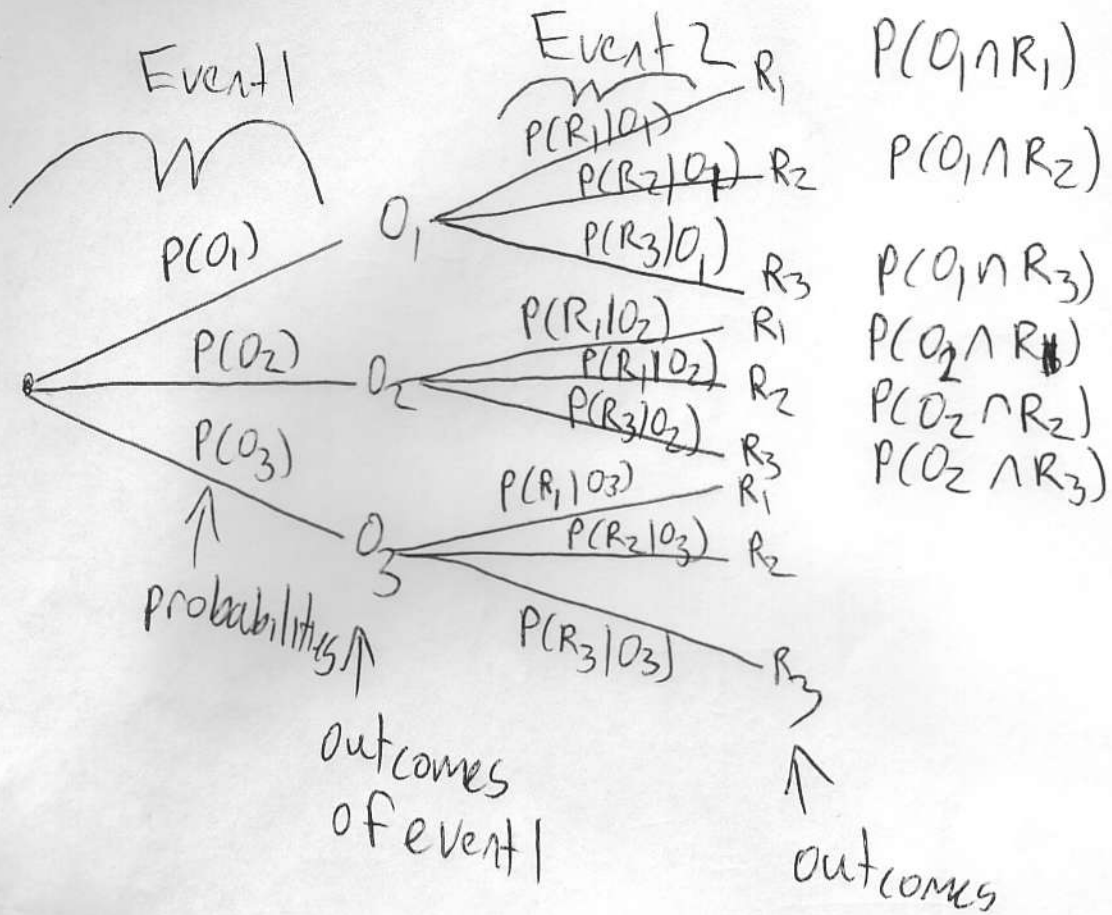 Event 1
Event 2
R₁ P(O₁∩R₁)
P(R₁|O₁)
P(R₂|O₁) R₂ P(O₁∩R₂)
O₁
P(O₁)
P(R₃|O₁) R₃ P(O₁∩R₃)
P(R₁|O₂) R₁ P(O₂∩R₁)
P(O₂) O₂ P(R₁|O₂) R₂ P(O₂∩R₂)
P(R₃|O₂) R₃ P(O₂∩R₃)
P(O₃)
P(R₁|O₃) R₁
O₃ P(R₂|O₃) R₂
P(R₃|O₃) R₃
probabilities
outcomes
of event 1
outcomes